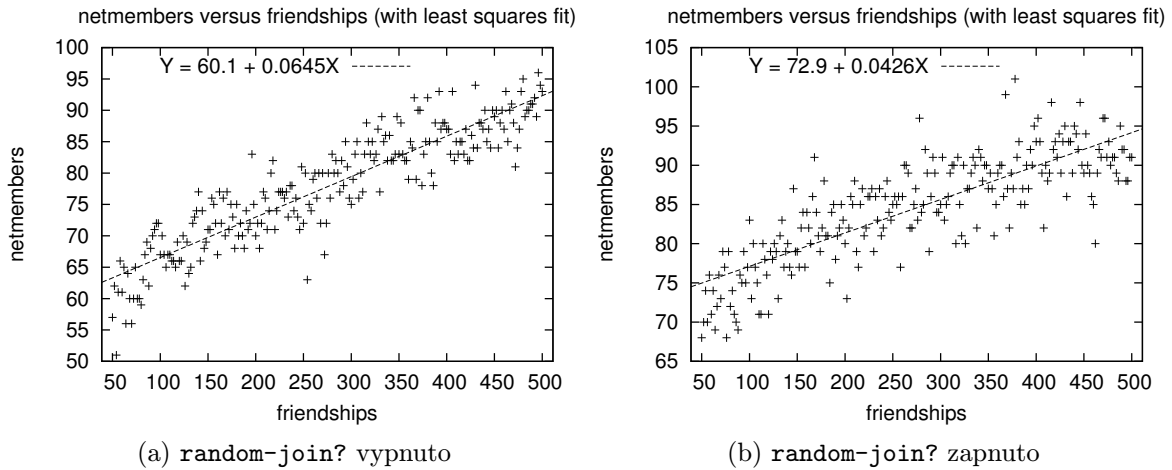 netmembers versus friendships (with least squares fit)
100
95
90
85
80
75
70
65
60
55
50
Y = 60.1 + 0.0645X
netmembers
50 100 150 200 250 300 350 400 450 500
friendships
(a) random-join? vypnuto
netmembers versus friendships (with least squares fit)
105
100
95
90
85
80
75
70
65
Y = 72.9 + 0.0426X
netmembers
50 100 150 200 250 300 350 400 450 500
friendships
(b) random-join? zapnuto